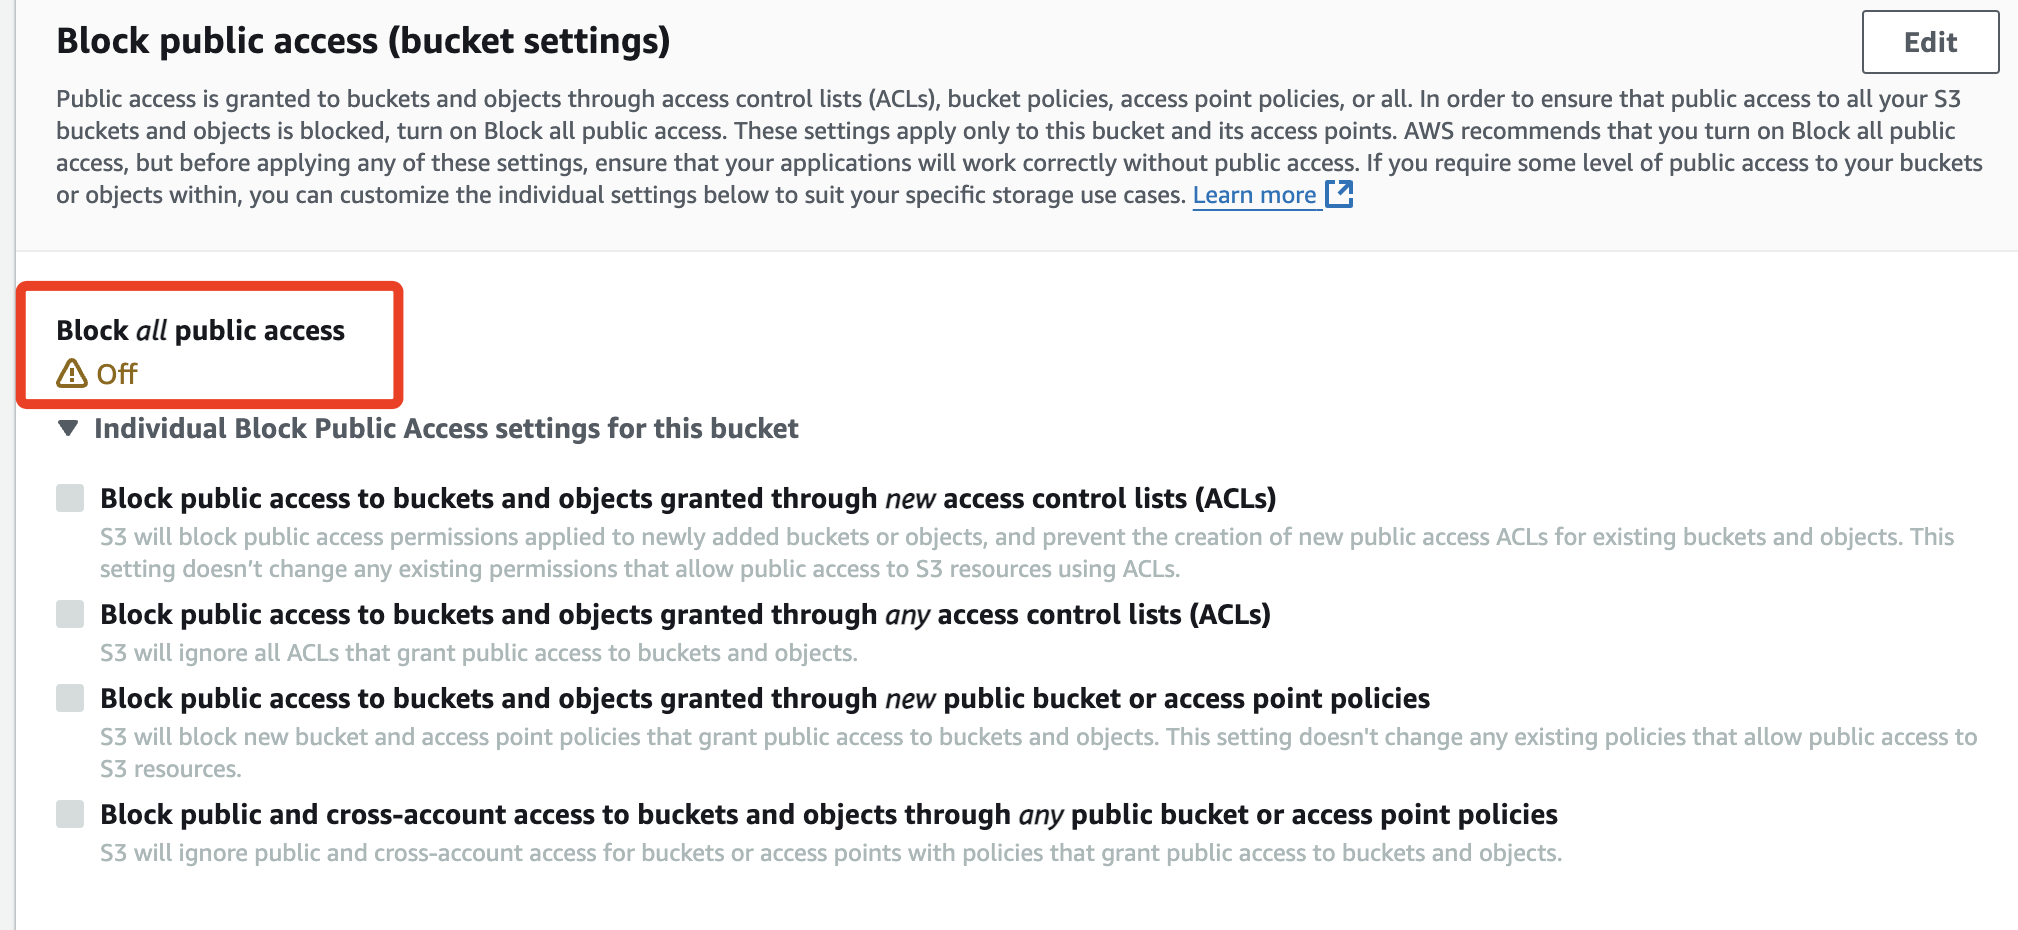 Block public access (bucket settings)
Edit
Public access is granted to buckets and objects through access control lists (ACLs), bucket policies, access point policies, or all. In order to ensure that public access to all your S3
buckets and objects is blocked, turn on Block all public access. These settings apply only to this bucket and its access points. AWS recommends that you turn on Block all public
access, but before applying any of these settings, ensure that your applications will work correctly without public access. If you require some level of public access to your buckets
or objects within, you can customize the individual settings below to suit your specific storage use cases. Learn more
Block all public access
Off
Individual Block Public Access settings for this bucket
Block public access to buckets and objects granted through new access control lists (ACLs)
S3 will block public access permissions applied to newly added buckets or objects, and prevent the creation of new public access ACLs for existing buckets and objects. This
setting doesn’t change any existing permissions that allow public access to S3 resources using ACLs.
Block public access to buckets and objects granted through any access control lists (ACLs)
S3 will ignore all ACLs that grant public access to buckets and objects.
Block public access to buckets and objects granted through new public bucket or access point policies
S3 will block new bucket and access point policies that grant public access to buckets and objects. This setting doesn't change any existing policies that allow public access to
S3 resources.
Block public and cross-account access to buckets and objects through any public bucket or access point policies
S3 will ignore public and cross-account access for buckets or access points with policies that grant public access to buckets and objects.